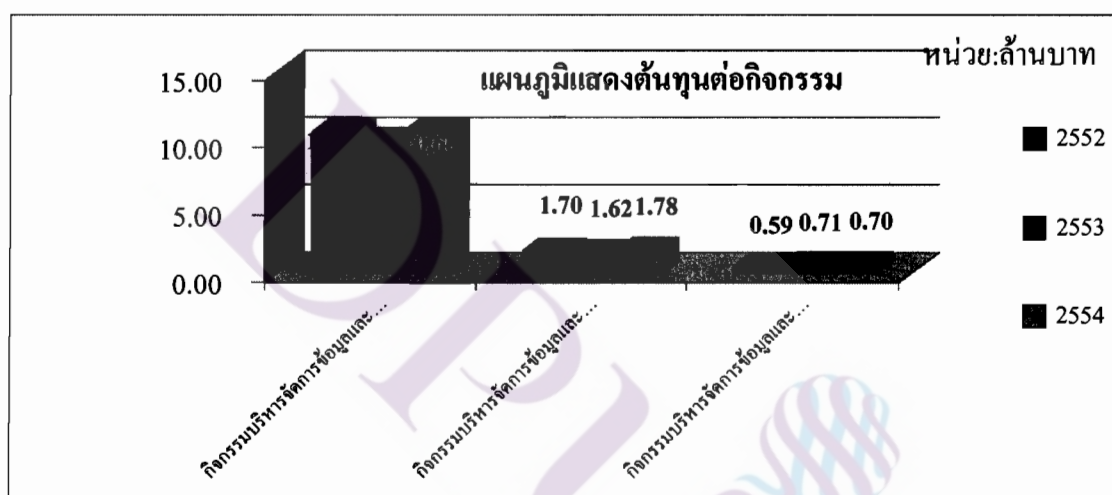 หน่วย:ล้านบาท
แผนภูมิแสดงต้นทุนต่อกิจกรรม
15.00
10.00
5.00
0.00
1.70 1.62 1.78
0.59 0.71 0.70
2552
2553
2554
กิจกรรมบริหารจัดการข้อมูลและ…
กิจกรรมบริหารจัดการข้อมูลและ…
กิจกรรมบริหารจัดการข้อมูลและ…